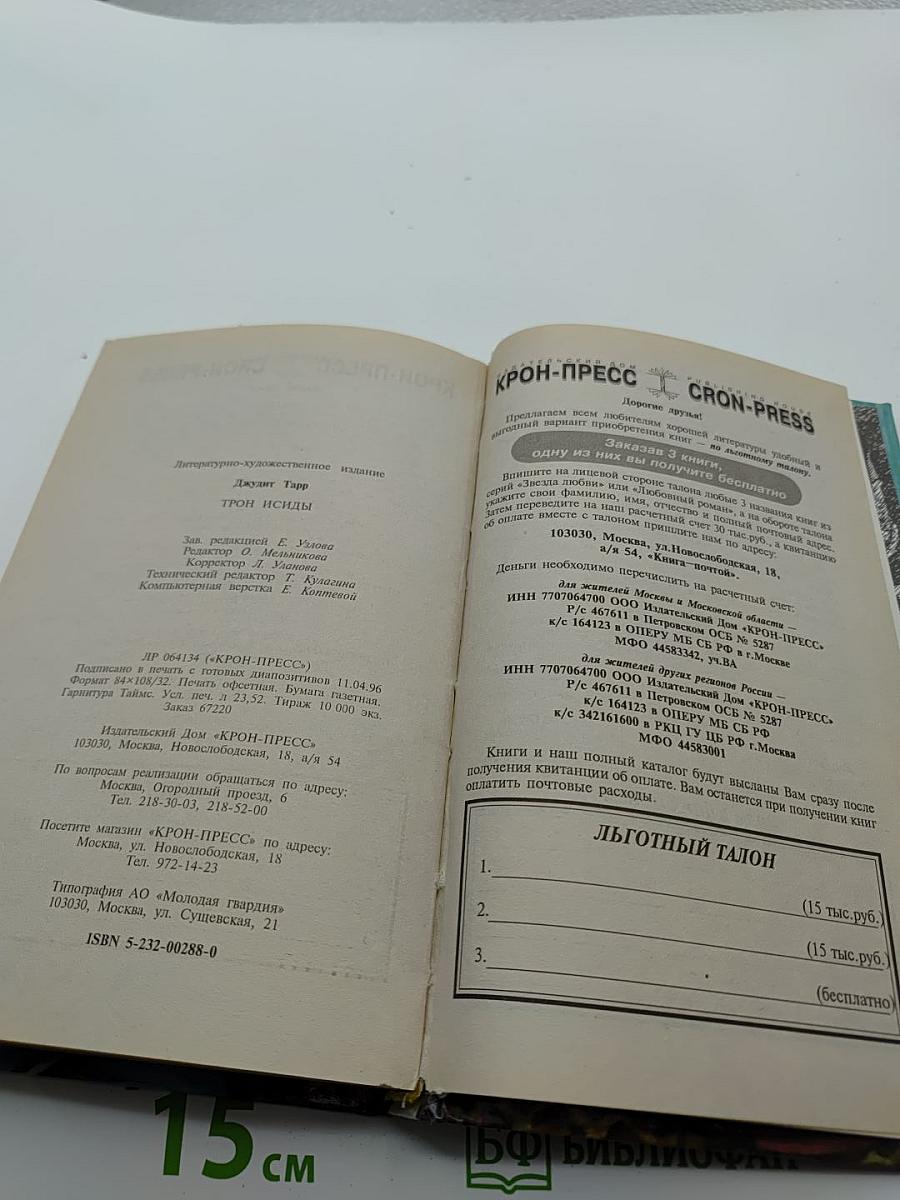 Литературно-художественное издание
Джудит Тарр
ТРОН ИСИДЫ
Зав. редакцией Е. Узлова
Редактор О. Мельникова
Корректор Л. Уланова
Технический редактор Т. Кулагина
Компьютерная верстка Е. Коптевой
ЛР 064134 («КРОН-ПРЕСС»)
Подписано в печать с готовых диапозитивов 11.04.96
Формат 84×108/32. Печать офсетная. Бумага газетная.
Гарнитура Таймс. Усл. печ. л 23,52. Тираж 10 000 экз.
Заказ 67220
Издательский Дом «КРОН-ПРЕСС»
103030, Москва, Новослободская, 18, а/я 54
По вопросам реализации обращаться по адресу:
Москва, Огородный проезд, 6
Тел. 218-30-03, 218-52-00
Посетите магазин «КРОН-ПРЕСС» по адресу:
Москва, ул. Новослободская, 18
Тел. 972-14-23
Типография АО «Молодая гвардия»
103030, Москва, ул. Сущевская, 21
ISBN 5-232-00288-0
ИЗДАТЕЛЬСКИЙ ДОМ PUBLISHING HOUSE
КРОН-ПРЕСС CRON-PRESS
Дорогие друзья!
Предлагаем всем любителям хорошей литературы удобный и
выгодный вариант приобретения книг — по льготному талону.
Заказав 3 книги,
одну из них вы получите бесплатно
Впишите на лицевой стороне талона любые 3 названия книг из
серий "Звезда любви" или «Любовный роман», а на обороте талона
укажите свои фамилию, имя, отчество и полный почтовый адрес.
Затем переведите на наш расчетный счет 30 тыс.руб., а квитанцию
об оплате вместе с талоном пришлите нам по адресу:
103030, Москва, ул.Новослободская, 18,
а/я 54, «Книга—почтой».
Деньги необходимо перечислить на расчетный счет:
для жителей Москвы и Московской области —
ИНН 7707064700 ООО Издательский Дом «КРОН-ПРЕСС»
Р/с 467611 в Петровском ОСБ № 5287
к/с 164123 в ОПЕРУ МБ СБ РФ в г.Москве
МФО 44583342, уч.ВА
для жителей других регионов России —
ИНН 7707064700 ООО Издательский Дом «КРОН-ПРЕСС»
Р/с 467611 в Петровском ОСБ № 5287
к/с 164123 в ОПЕРУ МБ СБ РФ
к/с 342161600 в РКЦ ГУ ЦБ РФ г.Москва
МФО 44583001
Книги и наш полный каталог будут высланы Вам сразу после
получения квитанции об оплате. Вам останется при получении книг
оплатить почтовые расходы.
ЛЬГОТНЫЙ ТАЛОН
1. (15 тыс.руб.)
2. (15 тыс.руб.)
3. (бесплатно)
15 см
БФ БИБЛИОФАН